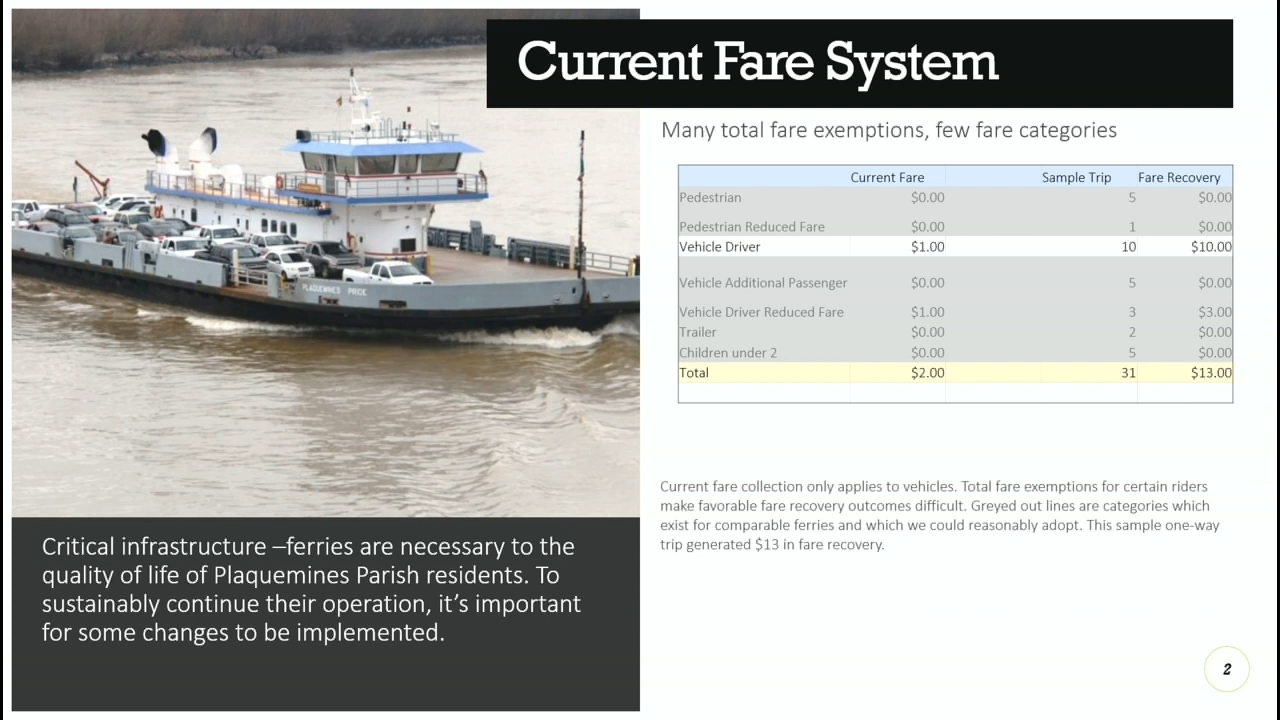 Current Fare System
Many total fare exemptions, few fare categories
Current Fare Sample Trip Fare Recovery
Pedestrian $0.00 5 $0.00
Pedestrian Reduced Fare $0.00 1 $0.00
Vehicle Driver $1.00 10 $10.00
Vehicle Additional Passenger $0.00 5 $0.00
Vehicle Driver Reduced Fare $1.00 3 $3.00
Trailer $0.00 2 $0.00
Children under 2 $0.00 5 $0.00
Total $2.00 31 $13.00
PLAQUEMINES PRIDE
Current fare collection only applies to vehicles. Total fare exemptions for certain riders
make favorable fare recovery outcomes difficult. Greyed out lines are categories which
exist for comparable ferries and which we could reasonably adopt. This sample one-way
trip generated $13 in fare recovery.
Critical infrastructure –ferries are necessary to the
quality of life of Plaquemines Parish residents. To
sustainably continue their operation, it's important
for some changes to be implemented.
2